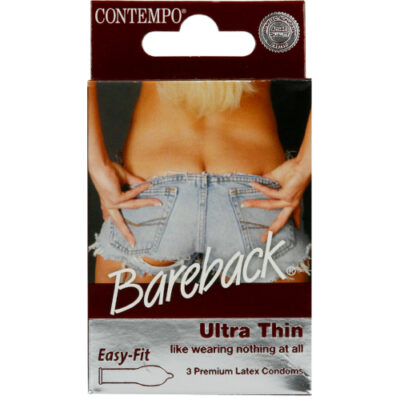 CONTEMPO®
Bareback®
Ultra Thin
like wearing nothing at all
Easy-Fit
3 Premium Latex Condoms